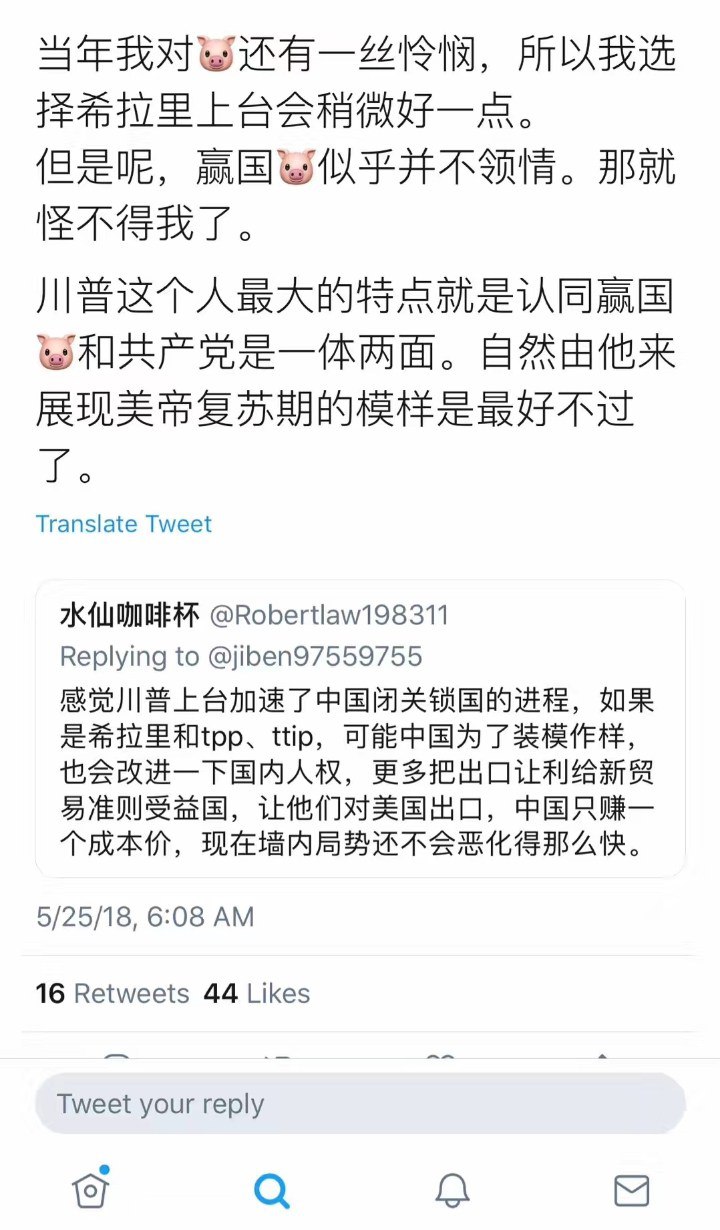 当年我对🐷还有一丝怜悯，所以我选
择希拉里上台会稍微好一点。
但是呢，赢国🐷似乎并不领情。那就
怪不得我了。
川普这个人最大的特点就是认同赢国
🐷和共产党是一体两面。自然由他来
展现美帝复苏期的模样是最好不过
了。
Translate Tweet
水仙咖啡杯 @Robertlaw198311
Replying to @jiben97559755
感觉川普上台加速了中国闭关锁国的进程，如果
是希拉里和tpp、ttip，可能中国为了装模作样，
也会改进一下国内人权，更多把出口让利给新贸
易准则受益国，让他们对美国出口，中国只赚一
个成本价，现在墙内局势还不会恶化得那么快。
5/25/18, 6:08 AM
16 Retweets 44 Likes
Tweet your reply